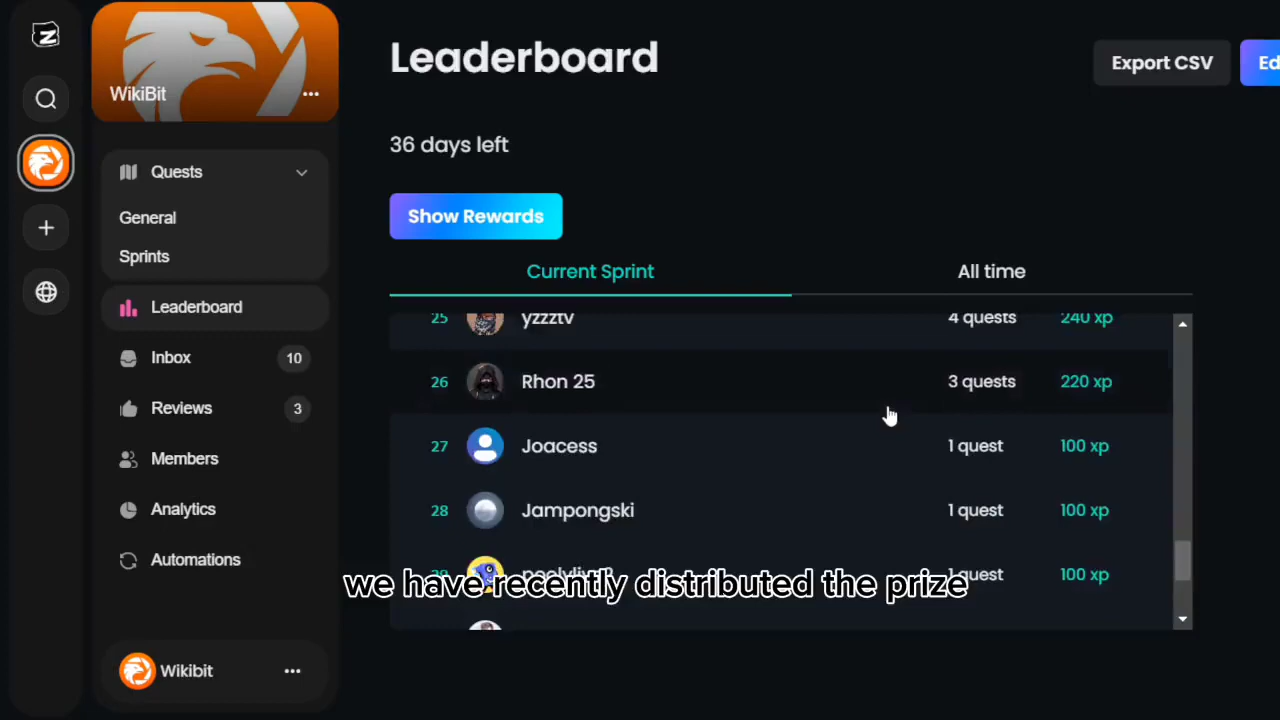 WikiBit
Quests
General
Sprints
Leaderboard
Inbox 10
Reviews 3
Members
Analytics
Automations
Wikibit
Leaderboard
Export CSV
Ed
36 days left
Show Rewards
Current Sprint All time
25 yzzztv 4 quests 240 xp
26 Rhon 25 3 quests 220 xp
27 Joacess 1 quest 100 xp
28 Jampongski 1 quest 100 xp
1 quest 100 xp
we have recently distributed the prize